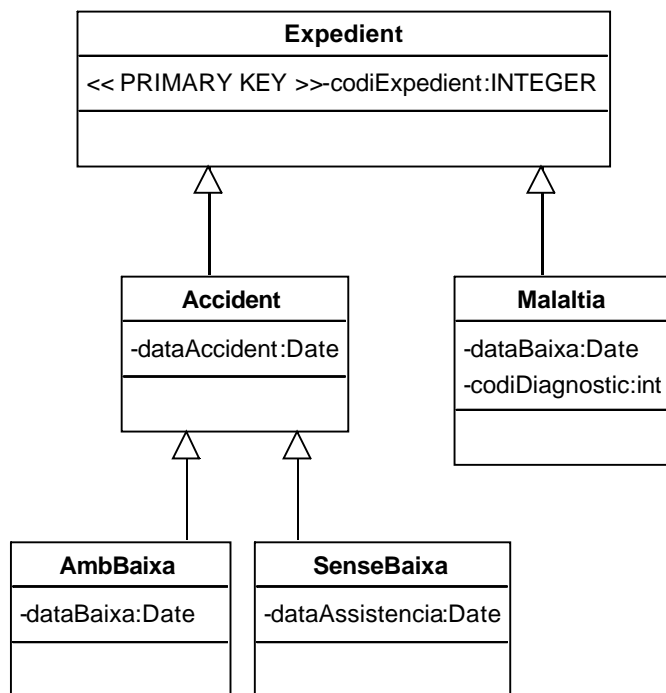 Expedient
<< PRIMARY KEY >>-codiExpedient:INTEGER
Accident
-dataAccident:Date
Malaltia
-dataBaixa:Date
-codiDiagnostic:int
AmbBaixa
-dataBaixa:Date
SenseBaixa
-dataAssistencia:Date